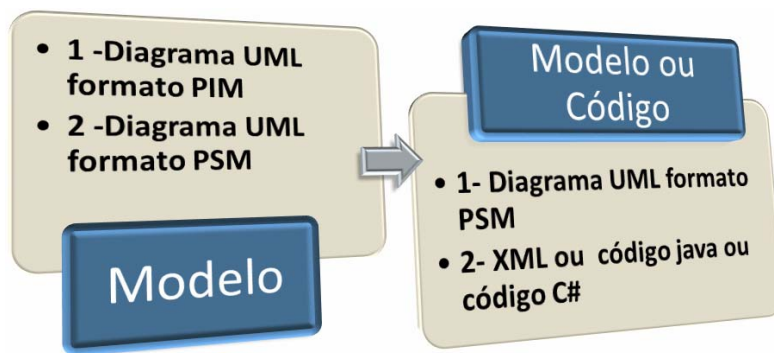 • 1 -Diagrama UML
formato PIM
• 2 -Diagrama UML
formato PSM
Modelo
Modelo ou
Código
• 1- Diagrama UML formato
PSM
• 2- XML ou código java ou
código C#